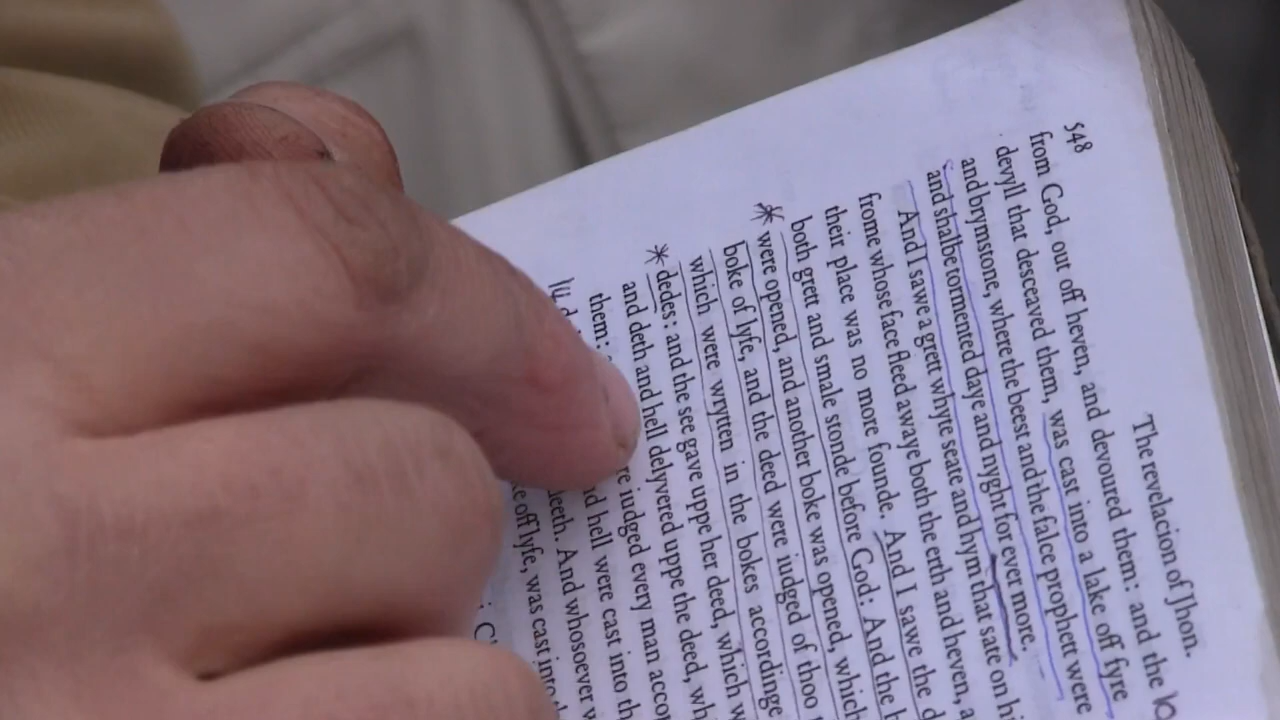 548
The revelacion of Jhon.
from God, out off heven, and devoured them: and the
devyll that desceaved them, was cast into a lake off fyre
and brymstone, where the beest and the falce prophett were
and shalbe tormented daye and nyght for ever more.
And I sawe a grett whyte seate and hym that sate on hi
frome whose face fleed awaye both the erth and heven, a
their place was no more founde. And I sawe the d
both grett and smale stonde before God: And the b
were opened, and another boke was opened, which
boke of lyfe, and the deed were iudged of thoo
which were wrytten in the bokes accordinge
dedes: and the see gave uppe her deed, which w
and deth and hell delyvered uppe the deed, wh
them: re iudged every man acco
nd hell were cast into th
deeth. And whosoever w
ke off lyfe, was cast into